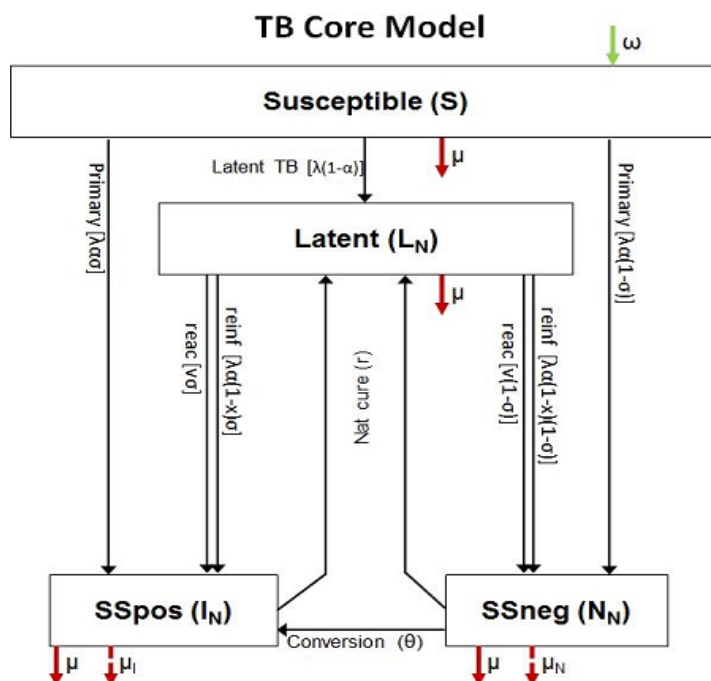 TB Core Model
ω
Susceptible (S)
μ
Latent TB [λ(1-α)]
Primary [λασ]
Primary [λα(1-σ)]
Latent (L_N)
μ
reac [vσ]
reinf [λα(1-x)σ]
Nat cure (r)
reac [v(1-σ)]
reinf [λα(1-x)(1-σ)]
SSpos (I_N)
SSneg (N_N)
Conversion (θ)
μ
μ_I
μ
μ_N